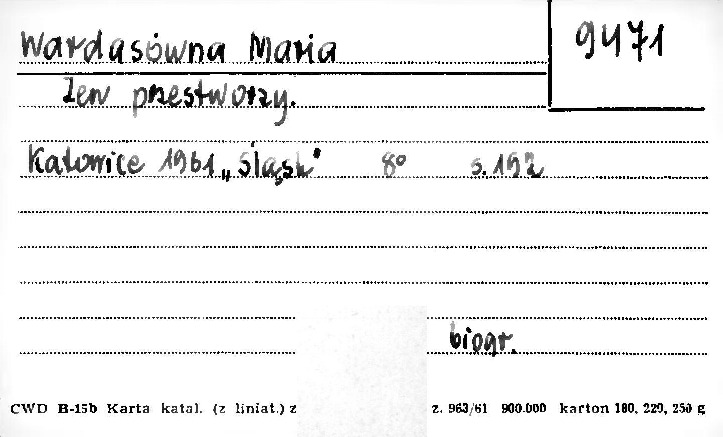 Wardasówna Maria
9471
Zew przestworzy.
Katowice 1961 „Śląsk" 8° s. 192
biogr.
CWD B-15b Karta katal. (z liniat.) z z. 963/61 900.000 karton 180, 220, 250 g